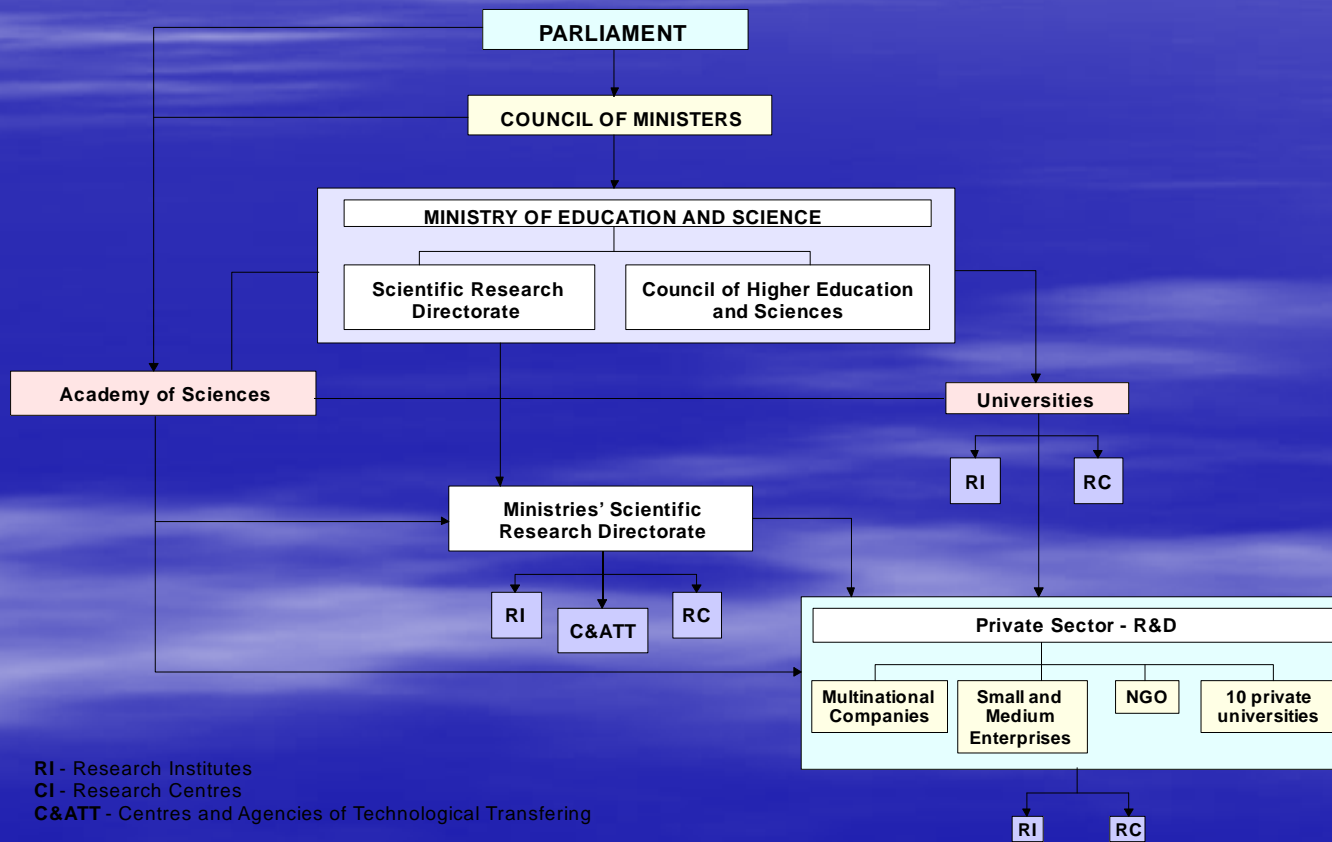 PARLIAMENT
COUNCIL OF MINISTERS
MINISTRY OF EDUCATION AND SCIENCE
Scientific Research
Directorate
Council of Higher Education
and Sciences
Academy of Sciences
Universities
RI
RC
Ministries’ Scientific
Research Directorate
RI
C&ATT
RC
Private Sector - R&D
Multinational
Companies
Small and
Medium
Enterprises
NGO
10 private
universities
RI - Research Institutes
CI - Research Centres
C&ATT - Centres and Agencies of Technological Transfering
RI
RC